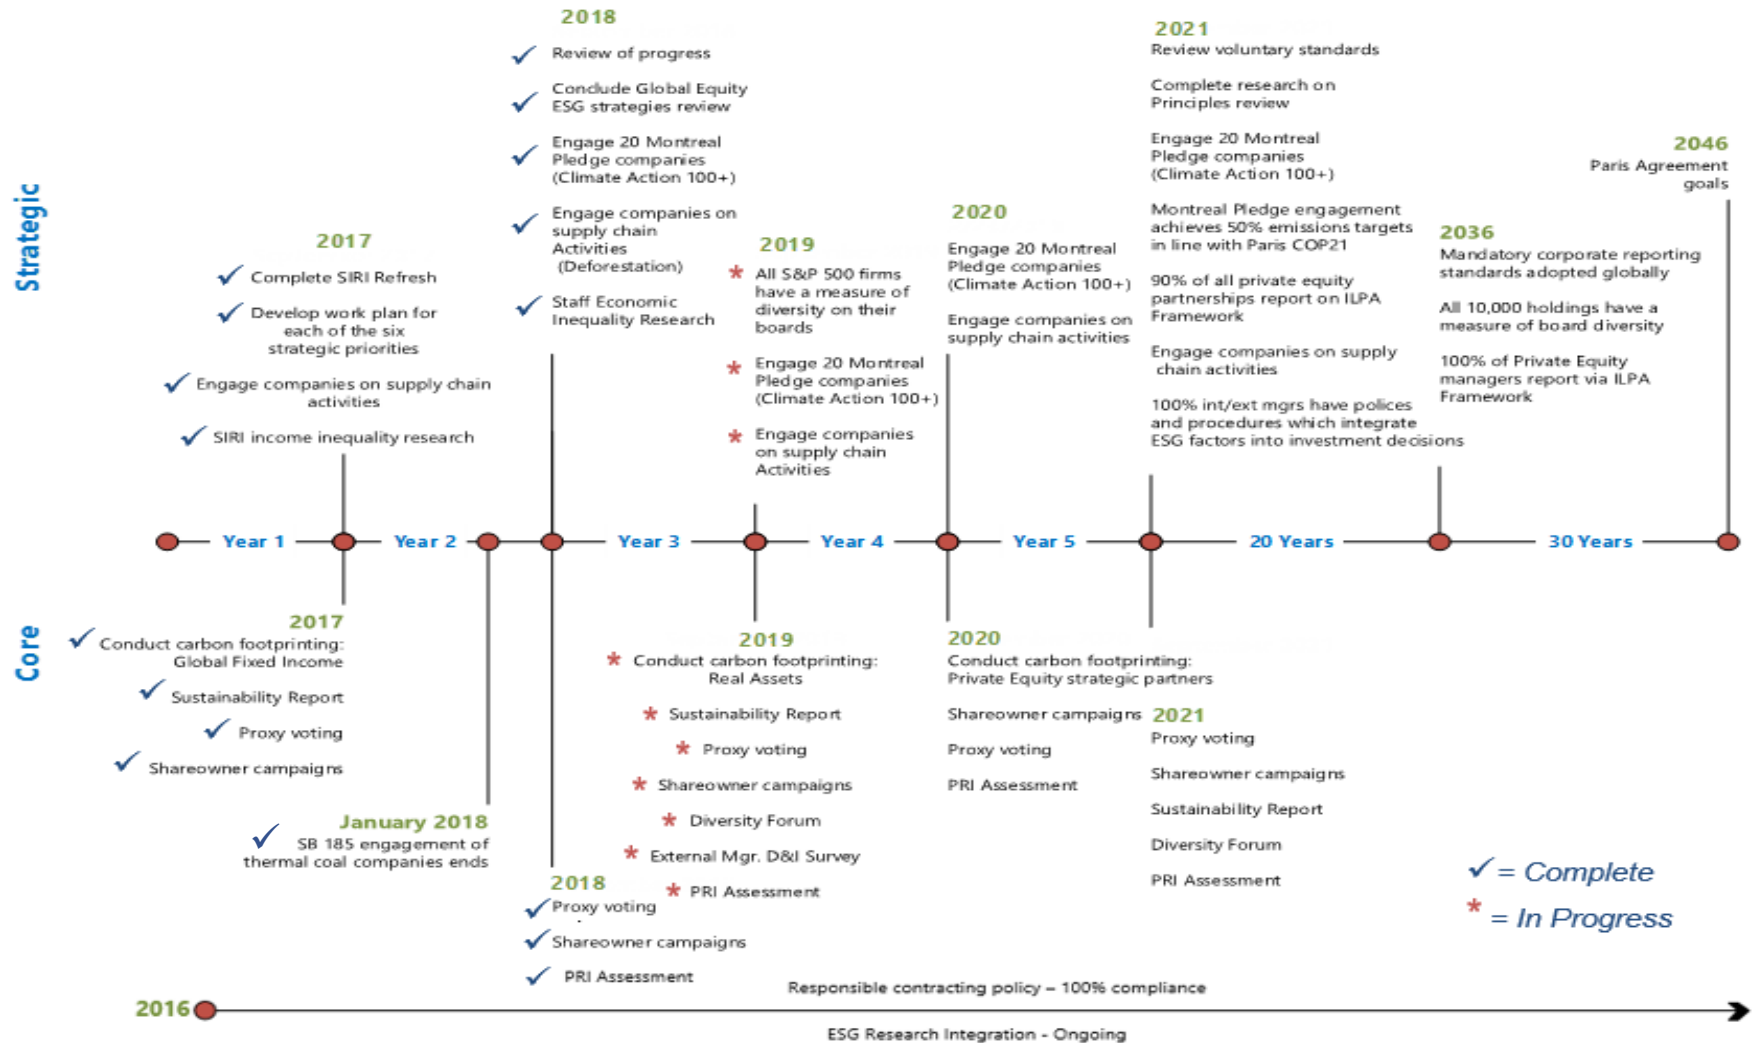 Strategic
2017
Complete SIRI Refresh
Develop work plan for
each of the six
strategic priorities
Engage companies on supply chain
activities
SIRI income inequality research
2018
Review of progress
Conclude Global Equity
ESG strategies review
Engage 20 Montreal
Pledge companies
(Climate Action 100+)
Engage companies on
supply chain
Activities
(Deforestation)
Staff Economic
Inequality Research
2019
* All S&P 500 firms
have a measure of
diversity on their
boards
* Engage 20 Montreal
Pledge companies
(Climate Action 100+)
* Engage companies
on supply chain
Activities
2020
Engage 20 Montreal
Pledge companies
(Climate Action 100+)
Engage companies on
supply chain activities
2021
Review voluntary standards
Complete research on
Principles review
Engage 20 Montreal
Pledge companies
(Climate Action 100+)
Montreal Pledge engagement
achieves 50% emissions targets
in line with Paris COP21
90% of all private equity
partnerships report on ILPA
Framework
Engage companies on supply
chain activities
100% int/ext mgrs have polices
and procedures which integrate
ESG factors into investment decisions
2036
Mandatory corporate reporting
standards adopted globally
All 10,000 holdings have a
measure of board diversity
100% of Private Equity
managers report via ILPA
Framework
2046
Paris Agreement
goals
Year 1
Year 2
Year 3
Year 4
Year 5
20 Years
30 Years
Core
2017
Conduct carbon footprinting:
Global Fixed Income
Sustainability Report
Proxy voting
Shareowner campaigns
January 2018
SB 185 engagement of
thermal coal companies ends
2018
Proxy voting
Shareowner campaigns
PRI Assessment
2019
* Conduct carbon footprinting:
Real Assets
* Sustainability Report
* Proxy voting
* Shareowner campaigns
* Diversity Forum
* External Mgr. D&I Survey
* PRI Assessment
2020
Conduct carbon footprinting:
Private Equity strategic partners
Shareowner campaigns
Proxy voting
PRI Assessment
2021
Proxy voting
Shareowner campaigns
Sustainability Report
Diversity Forum
PRI Assessment
✓ = Complete
* = In Progress
2016
Responsible contracting policy – 100% compliance
ESG Research Integration - Ongoing